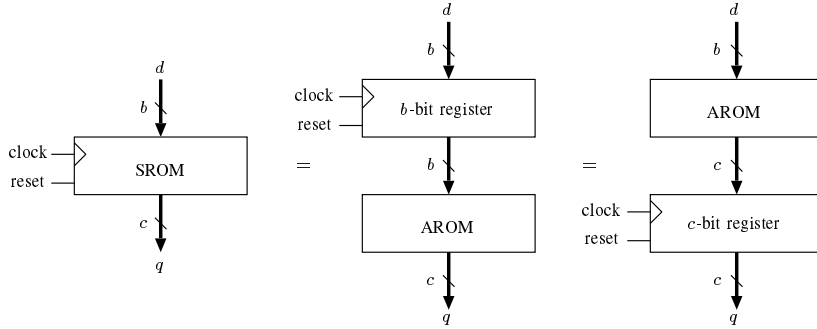 d
b
clock
reset
SROM
c
q
=
d
b
clock
reset
b-bit register
b
AROM
c
q
=
d
b
AROM
c
clock
reset
c-bit register
c
q